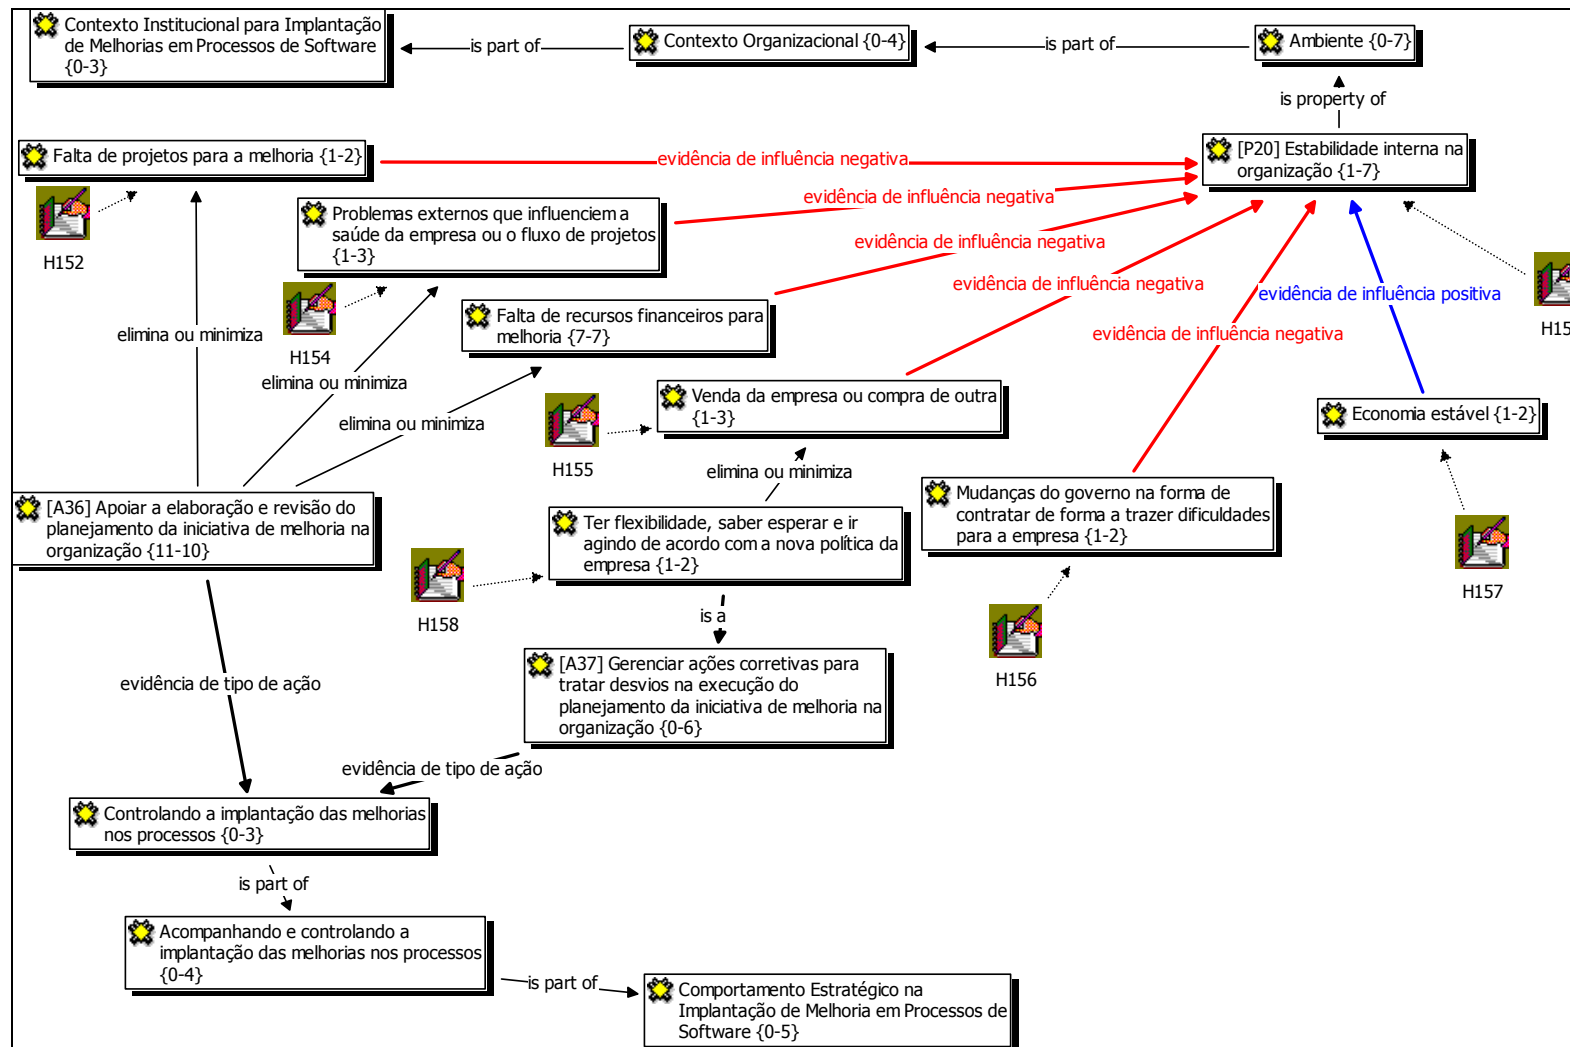 Contexto Institucional para Implantação
de Melhorias em Processos de Software
{0-3}
is part of
Contexto Organizacional {0-4}
is part of
Ambiente {0-7}
is property of
Falta de projetos para a melhoria {1-2}
evidência de influência negativa
[P20] Estabilidade interna na
organização {1-7}
H152
Problemas externos que influenciem a
saúde da empresa ou o fluxo de projetos
{1-3}
evidência de influência negativa
evidência de influência negativa
H154
elimina ou minimiza
Falta de recursos financeiros para
melhoria {7-7}
evidência de influência negativa
evidência de influência positiva
evidência de influência negativa
H15
elimina ou minimiza
elimina ou minimiza
Venda da empresa ou compra de outra
{1-3}
Economia estável {1-2}
H155
elimina ou minimiza
[A36] Apoiar a elaboração e revisão do
planejamento da iniciativa de melhoria na
organização {11-10}
Ter flexibilidade, saber esperar e ir
agindo de acordo com a nova política da
empresa {1-2}
Mudanças do governo na forma de
contratar de forma a trazer dificuldades
para a empresa {1-2}
H157
H158
is a
H156
evidência de tipo de ação
[A37] Gerenciar ações corretivas para
tratar desvios na execução do
planejamento da iniciativa de melhoria na
organização {0-6}
evidência de tipo de ação
Controlando a implantação das melhorias
nos processos {0-3}
is part of
Acompanhando e controlando a
implantação das melhorias nos processos
{0-4}
is part of
Comportamento Estratégico na
Implantação de Melhoria em Processos de
Software {0-5}